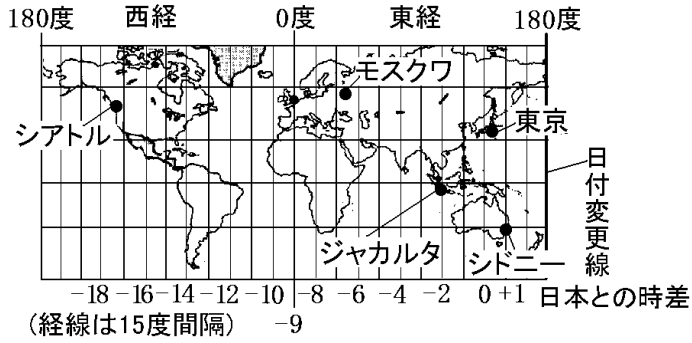 180度 西経 0度 東経 180度
モスクワ
シアトル
東京
日付変更線
ジャカルタ
シドニー
-18 -16 -14 -12 -10 -8 -6 -4 -2 0 +1 日本との時差
(経線は15度間隔) -9